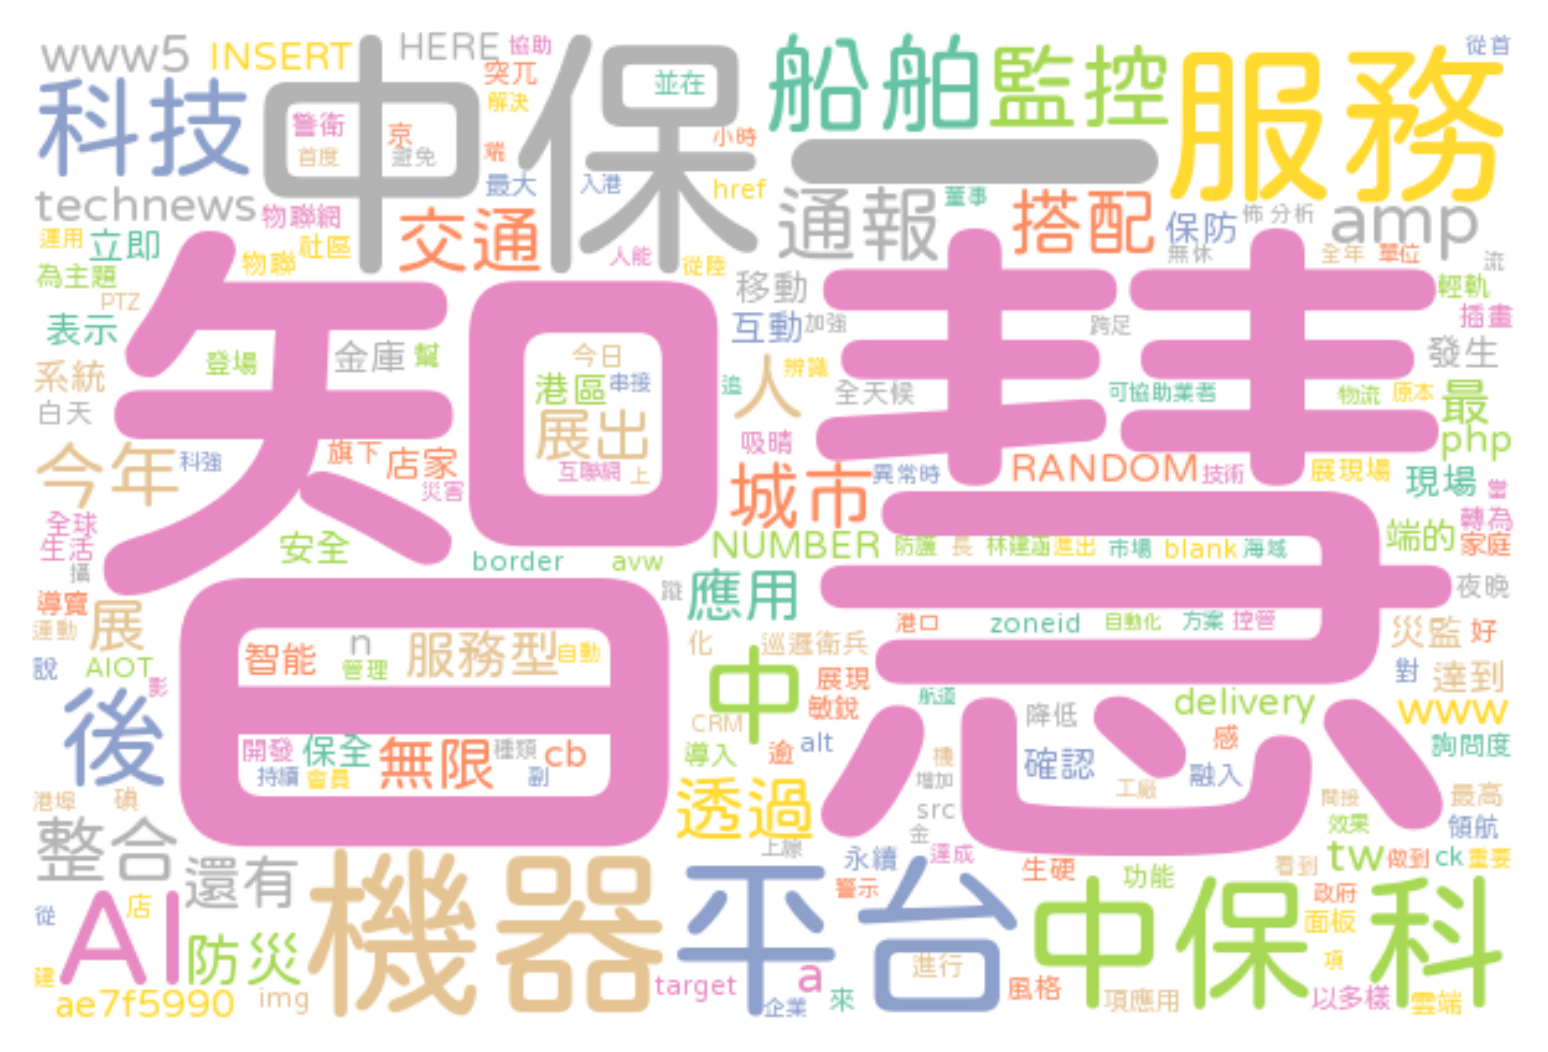 www5 INSERT HERE 協助 船舶 監控 服務 從首
科技 中保 突兀 解決 並在
警衛 京 首度 避免 端 最大 入港 小時 href 一
technews 物聯網 交通 人能 從陸 通報 董事 搭配 保防 佈 分析 amp
運用 立即 物聯 社區 無休 全年 單位 流
為主題 PTZ 智慧 移動 輕軌
表示 登場 金庫 幫 今日 互動 加強 跨足 插畫
系統 港區 串接 追 人 辨識 全天候 可協助業者 物流 原本 發生 最
白天 展出 吸睛 php
今年 科強 旗下 店家 災害 互聯網 上 城市 異常時 RANDOM 技術 展現場 現場 當
全球 生活 安全 NUMBER 防護 長 林建涵 進出 市場 blank 海域 端的 轉為 家庭
攝 border avw 蹤 應用 夜晚
導覽 運動 展 港口 zoneid 自動化 方案 控管 災監 好
說 AIOT 影 智能 n 管理 服務型 自動 化 巡邏衛兵 中 展現 敏銳 航道 對 達到
後 開發 保全 無限 種類 cb CRM 導入 逾 alt 降低 delivery www
持續 會員 副 機 增加 確認 感 融入 詢問度
港埠 碘 透過 src 工廠 間接 最高
整合 還有 上線 金 永續 達成 效果 領航
機器 平台 警示 生硬 功能 看到 tw 做到 ck 重要
從 AI 店 防災 中保科 政府 面板
建 target a 進行 風格 項
ae7f5990 img 企業 來 項應用 以多樣 雲端